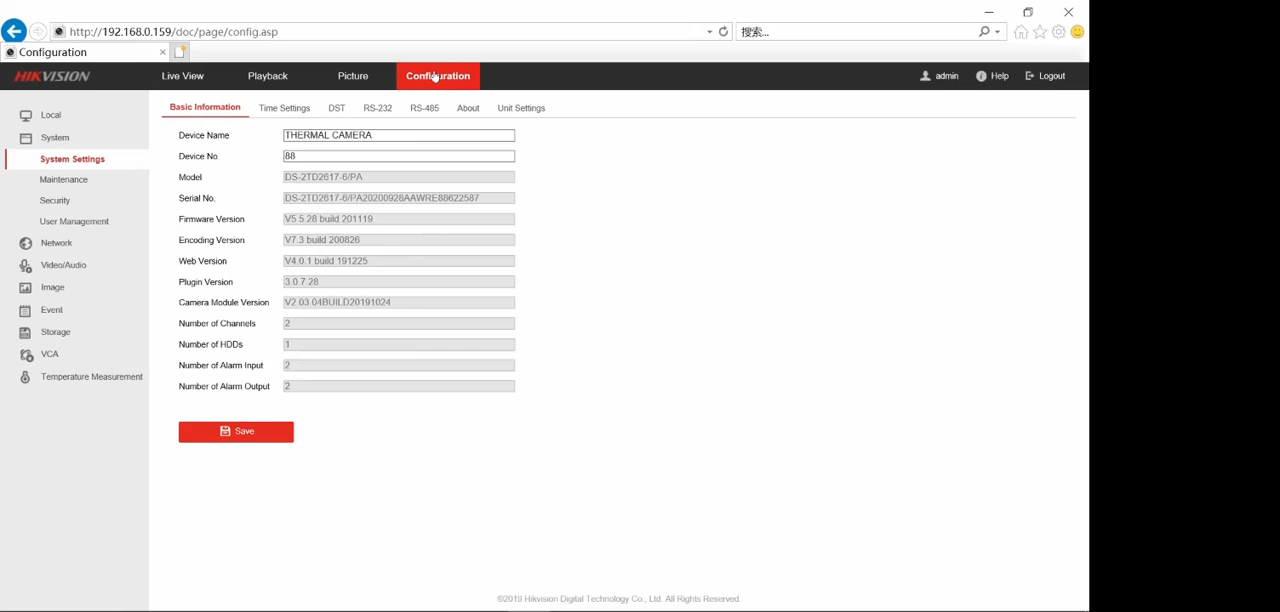 http://192.168.0.159/doc/page/config.asp
搜索...
Configuration
HIKVISION
Live View
Playback
Picture
Configuration
admin
Help
Logout
Local
System
System Settings
Maintenance
Security
User Management
Network
Video/Audio
Image
Event
Storage
VCA
Temperature Measurement
Basic Information
Time Settings
DST
RS-232
RS-485
About
Unit Settings
Device Name THERMAL CAMERA
Device No. 88
Model DS-2TD2617-6/PA
Serial No. DS-2TD2617-6/PA20200928AAWRE88622587
Firmware Version V5.5.28 build 201119
Encoding Version V7.3 build 200826
Web Version V4.0.1 build 191225
Plugin Version 3.0.7.28
Camera Module Version V2.03.04BUILD20191024
Number of Channels 2
Number of HDDs 1
Number of Alarm Input 2
Number of Alarm Output 2
Save
©2019 Hikvision Digital Technology Co., Ltd. All Rights Reserved.